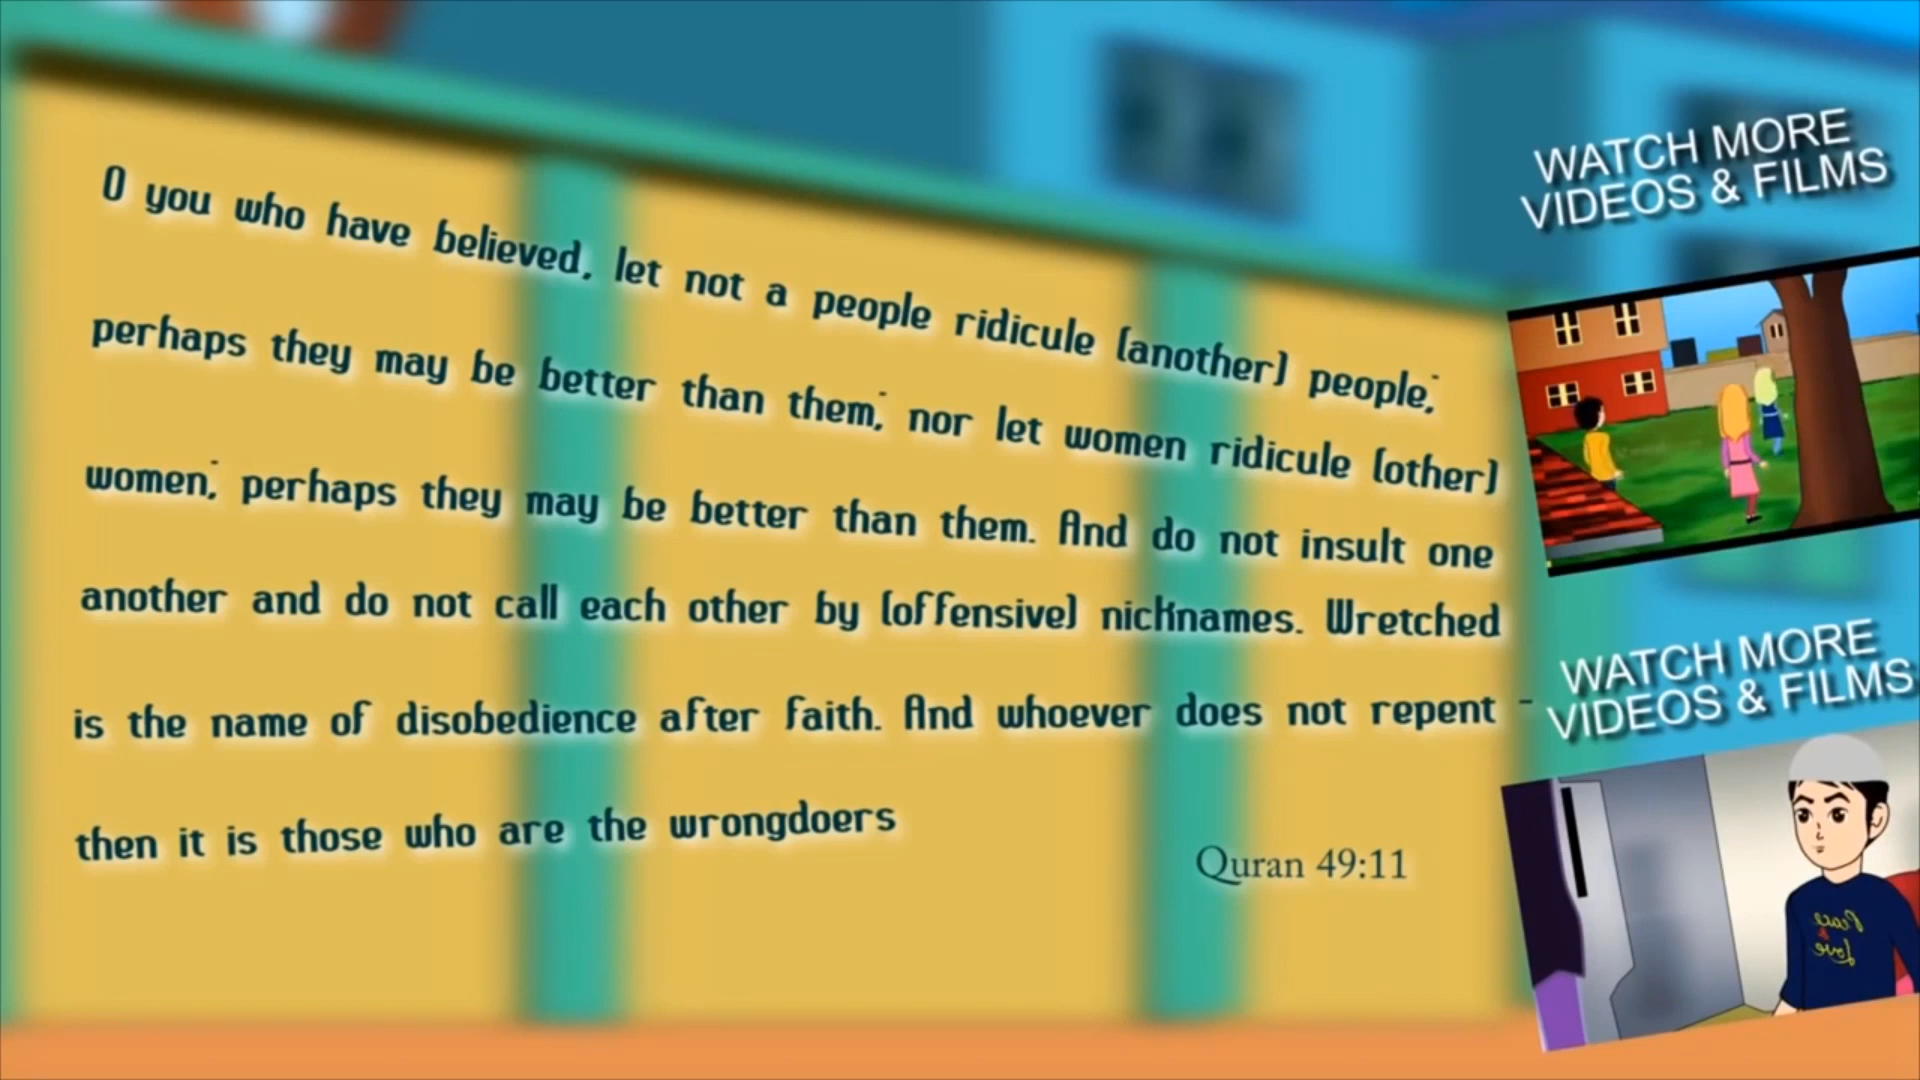 O you who have believed, let not a people ridicule [another] people;
perhaps they may be better than them; nor let women ridicule [other]
women; perhaps they may be better than them. And do not insult one
another and do not call each other by [offensive] nicknames. Wretched
is the name of disobedience after faith. And whoever does not repent -
then it is those who are the wrongdoers
Quran 49:11
WATCH MORE
VIDEOS & FILMS
WATCH MORE
VIDEOS & FILMS
Peace
&
Love